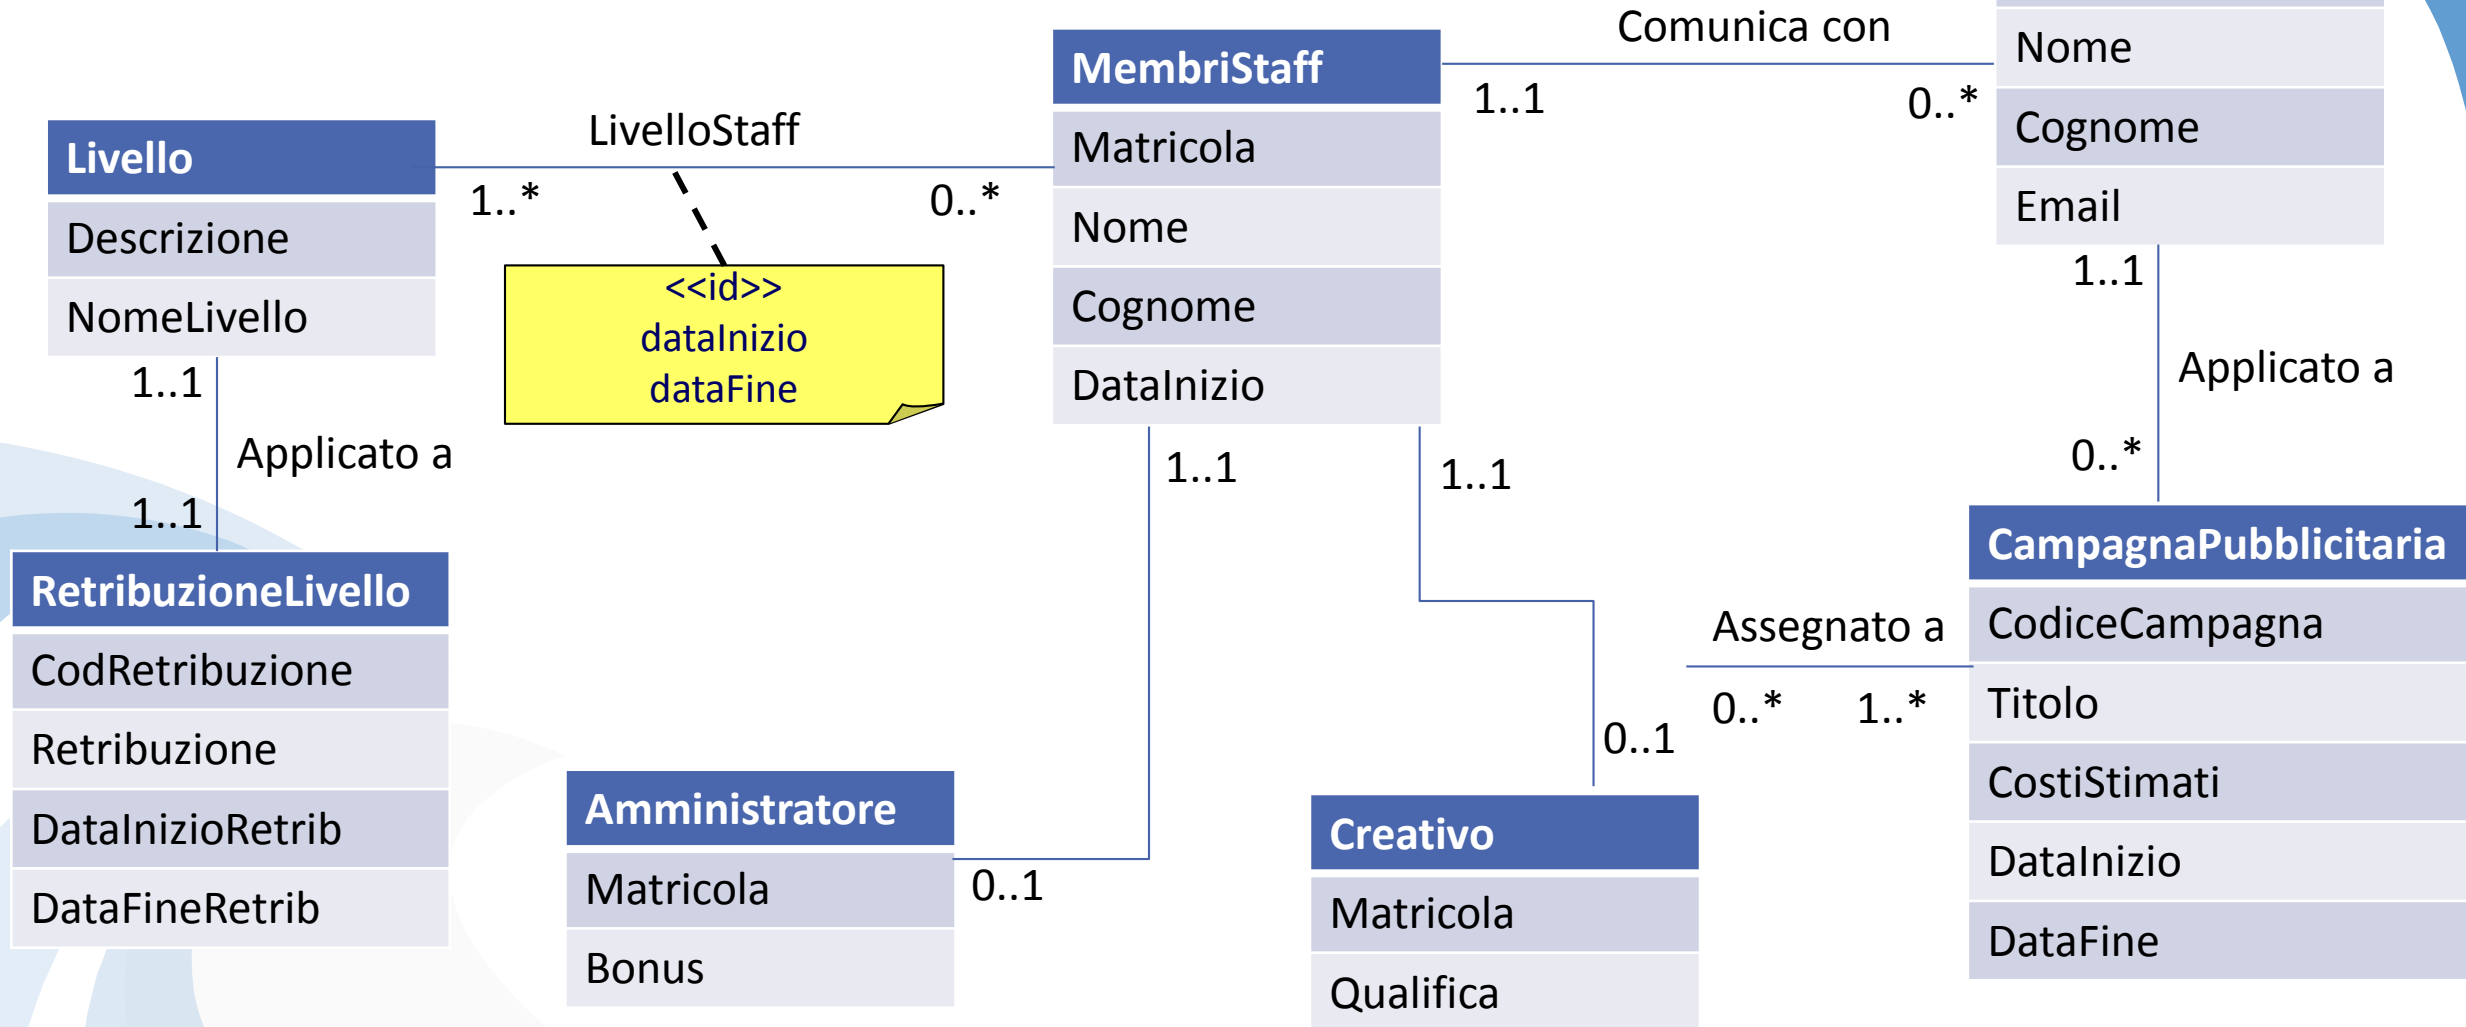 Comunica con
Nome
MembriStaff
1..1
0..*
LivelloStaff
Cognome
Livello
Matricola
1..*
0..*
Email
Descrizione
Nome
1..1
<<id>>
NomeLivello
Cognome
dataInizio
dataFine
1..1
DataInizio
Applicato a
Applicato a
1..1
1..1
0..*
1..1
CampagnaPubblicitaria
RetribuzioneLivello
CodRetribuzione
Assegnato a
CodiceCampagna
Retribuzione
0..*
1..*
Titolo
0..1
CostiStimati
Amministratore
DataInizioRetrib
Creativo
DataInizio
Matricola
0..1
DataFineRetrib
Matricola
DataFine
Bonus
Qualifica